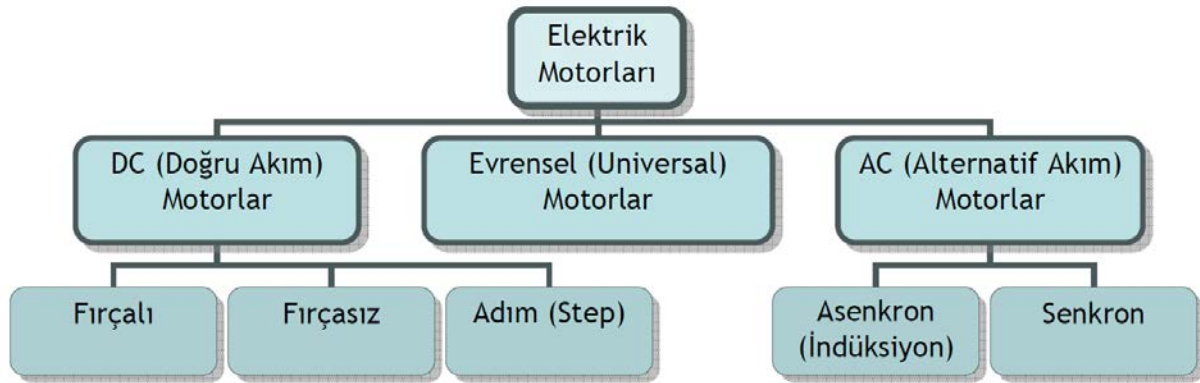 Elektrik
Motorları
DC (Doğru Akım)
Motorlar
Evrensel (Universal)
Motorlar
AC (Alternatif Akım)
Motorlar
Fırçalı
Fırçasız
Adım (Step)
Asenkron
(İndüksiyon)
Senkron